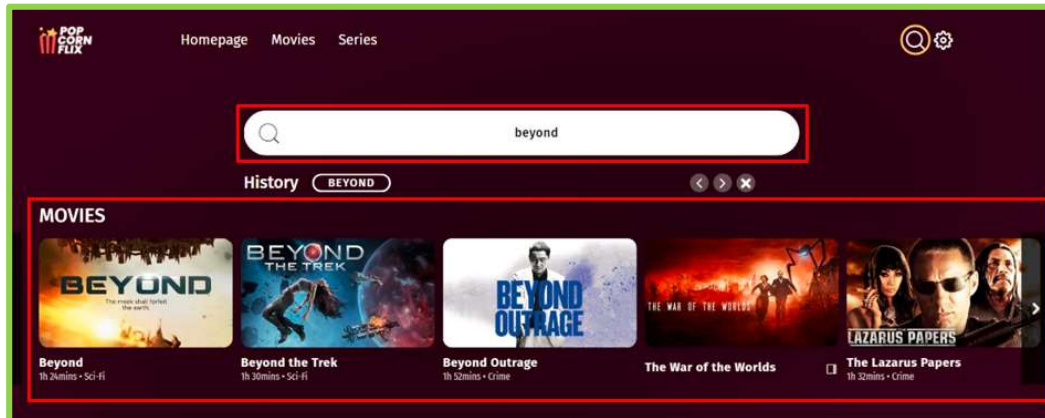 POP
CORN
FLIX
Homepage Movies Series
beyond
History BEYOND
MOVIES
BEYOND
The meek shall forfeit
the earth.
BEYOND
THE TREK
BEYOND
OUTRAGE
THE WAR OF THE WORLDS
LAZARUS PAPERS
Beyond
1h 24mins • Sci-Fi
Beyond the Trek
1h 30mins • Sci-Fi
Beyond Outrage
1h 52mins • Crime
The War of the Worlds
The Lazarus Papers
1h 32mins • Crime